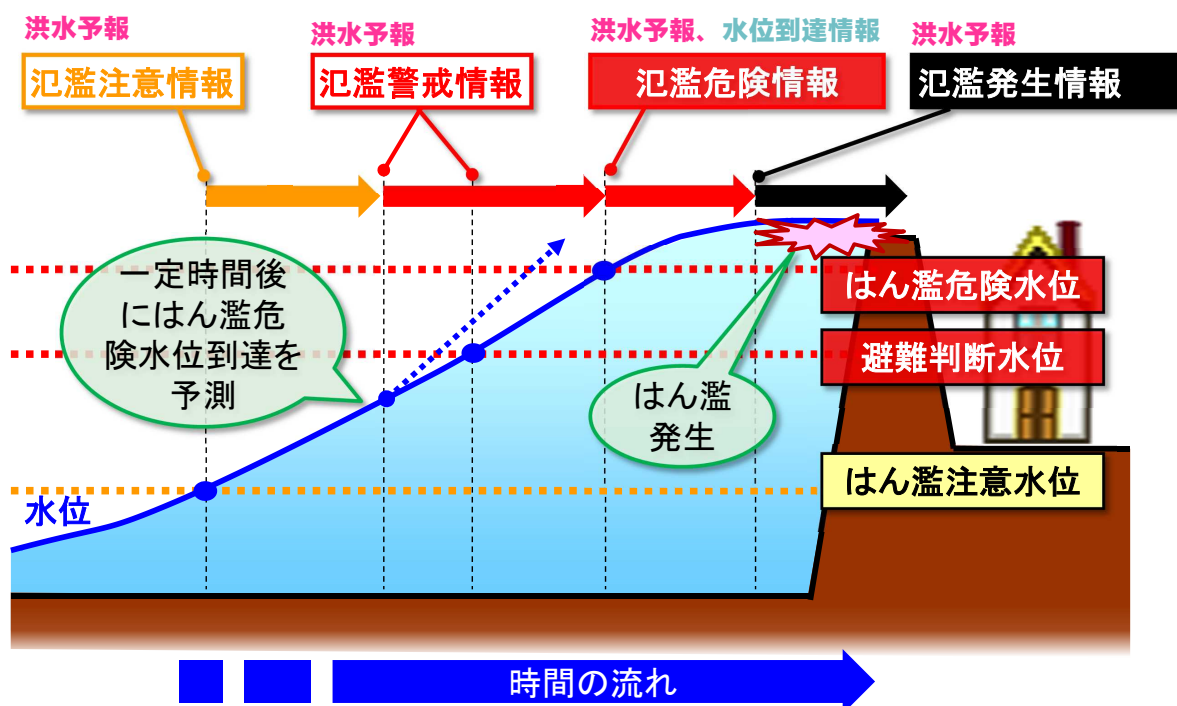 洪水予報
氾濫注意情報
洪水予報
氾濫警戒情報
洪水予報、水位到達情報
氾濫危険情報
洪水予報
氾濫発生情報
一定時間後
にはん濫危
険水位到達を
予測
はん濫
発生
はん濫危険水位
避難判断水位
はん濫注意水位
水位
時間の流れ